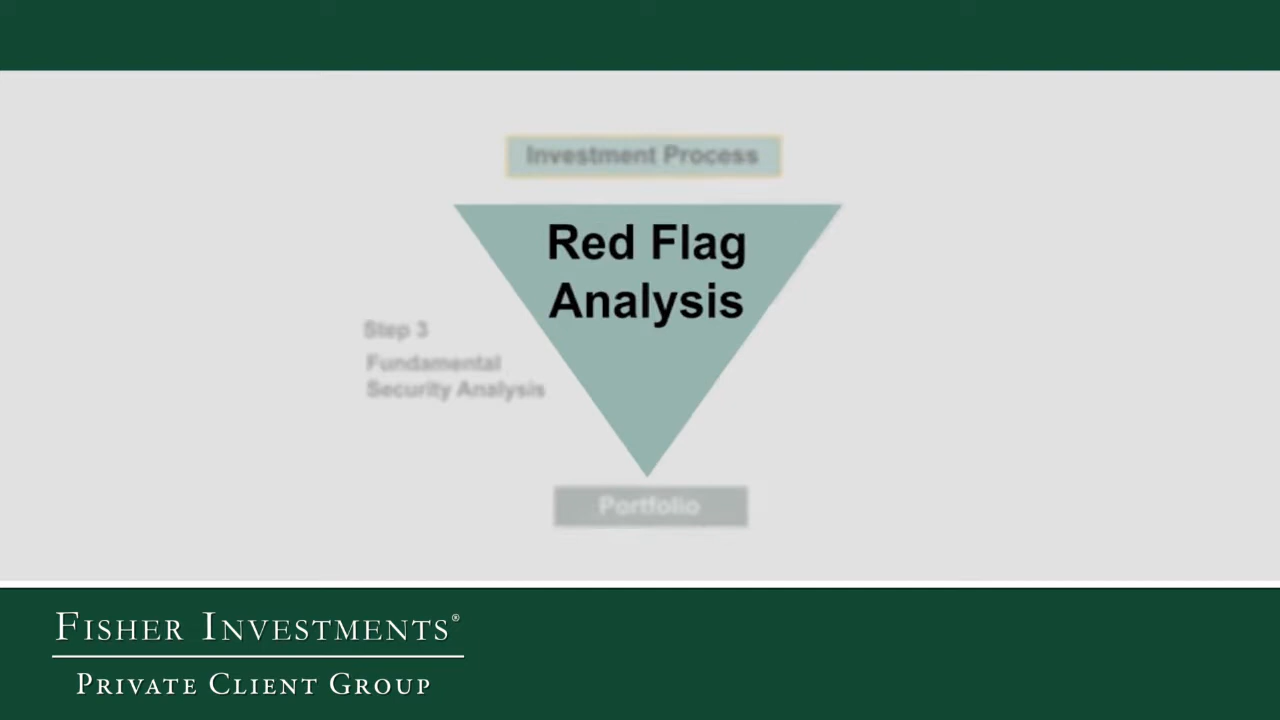 Investment Process
Red Flag
Analysis
Step 3
Fundamental
Security Analysis
Portfolio
FISHER INVESTMENTS®
PRIVATE CLIENT GROUP